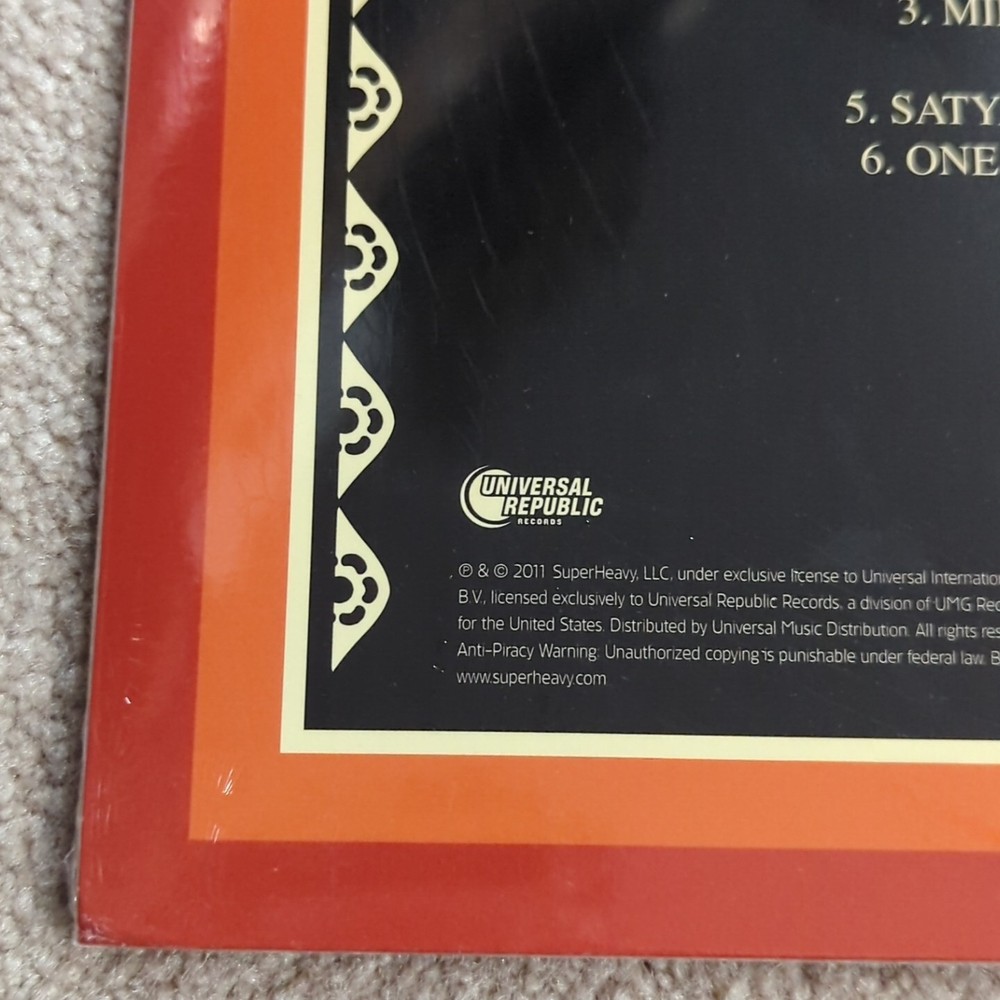 3. MI
5. SATY
6. ONE
UNIVERSAL
REPUBLIC
RECORDS
℗ & © 2011 SuperHeavy, LLC, under exclusive license to Universal Internatio
B.V., licensed exclusively to Universal Republic Records, a division of UMG Rec
for the United States. Distributed by Universal Music Distribution. All rights res
Anti-Piracy Warning: Unauthorized copying is punishable under federal law. B
www.superheavy.com